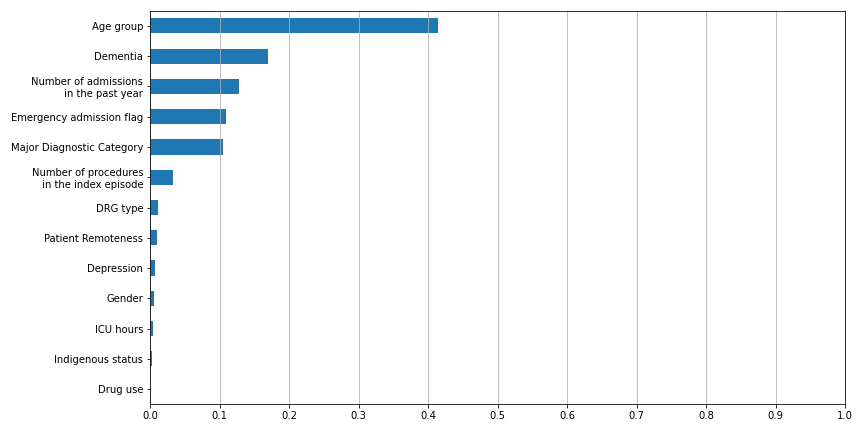 Age group
Dementia
Number of admissions
in the past year
Emergency admission flag
Major Diagnostic Category
Number of procedures
in the index episode
DRG type
Patient Remoteness
Depression
Gender
ICU hours
Indigenous status
Drug use
0.0 0.1 0.2 0.3 0.4 0.5 0.6 0.7 0.8 0.9 1.0